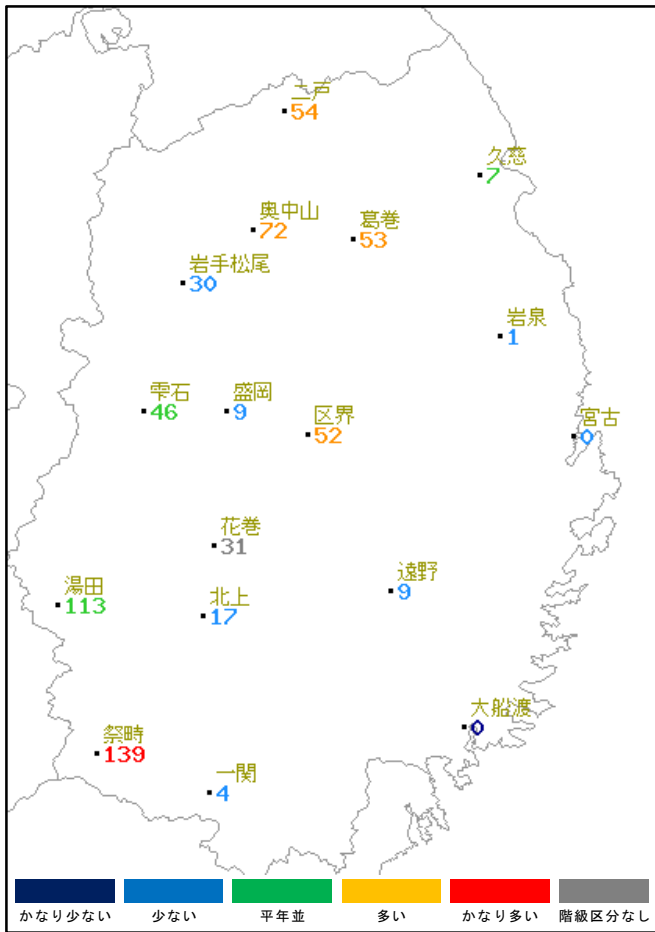 二戸
54
久慈
7
奥中山
72
葛巻
53
岩手松尾
30
岩泉
1
雫石
46
盛岡
9
区界
52
宮古
0
花巻
31
湯田
113
北上
17
遠野
9
大船渡
0
祭畤
139
一関
4
かなり少ない
少ない
平年並
多い
かなり多い
階級区分なし